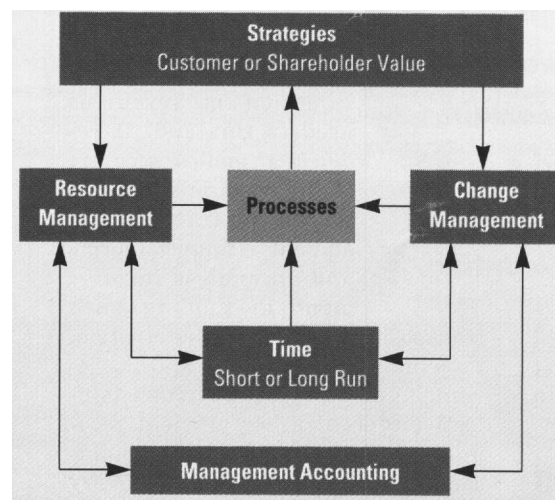 Strategies
Customer or Shareholder Value
Resource
Management
Processes
Change
Management
Time
Short or Long Run
Management Accounting